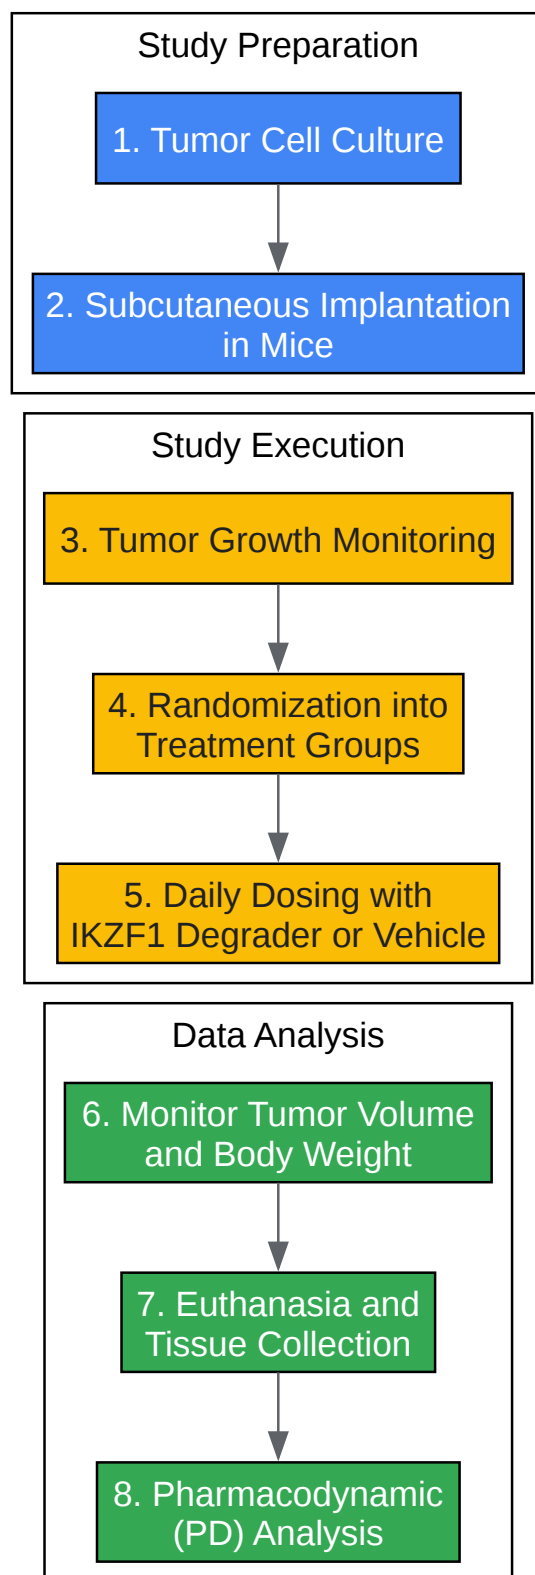 Study Preparation
1. Tumor Cell Culture
2. Subcutaneous Implantation
in Mice
Study Execution
3. Tumor Growth Monitoring
4. Randomization into
Treatment Groups
5. Daily Dosing with
IKZF1 Degrader or Vehicle
Data Analysis
6. Monitor Tumor Volume
and Body Weight
7. Euthanasia and
Tissue Collection
8. Pharmacodynamic
(PD) Analysis